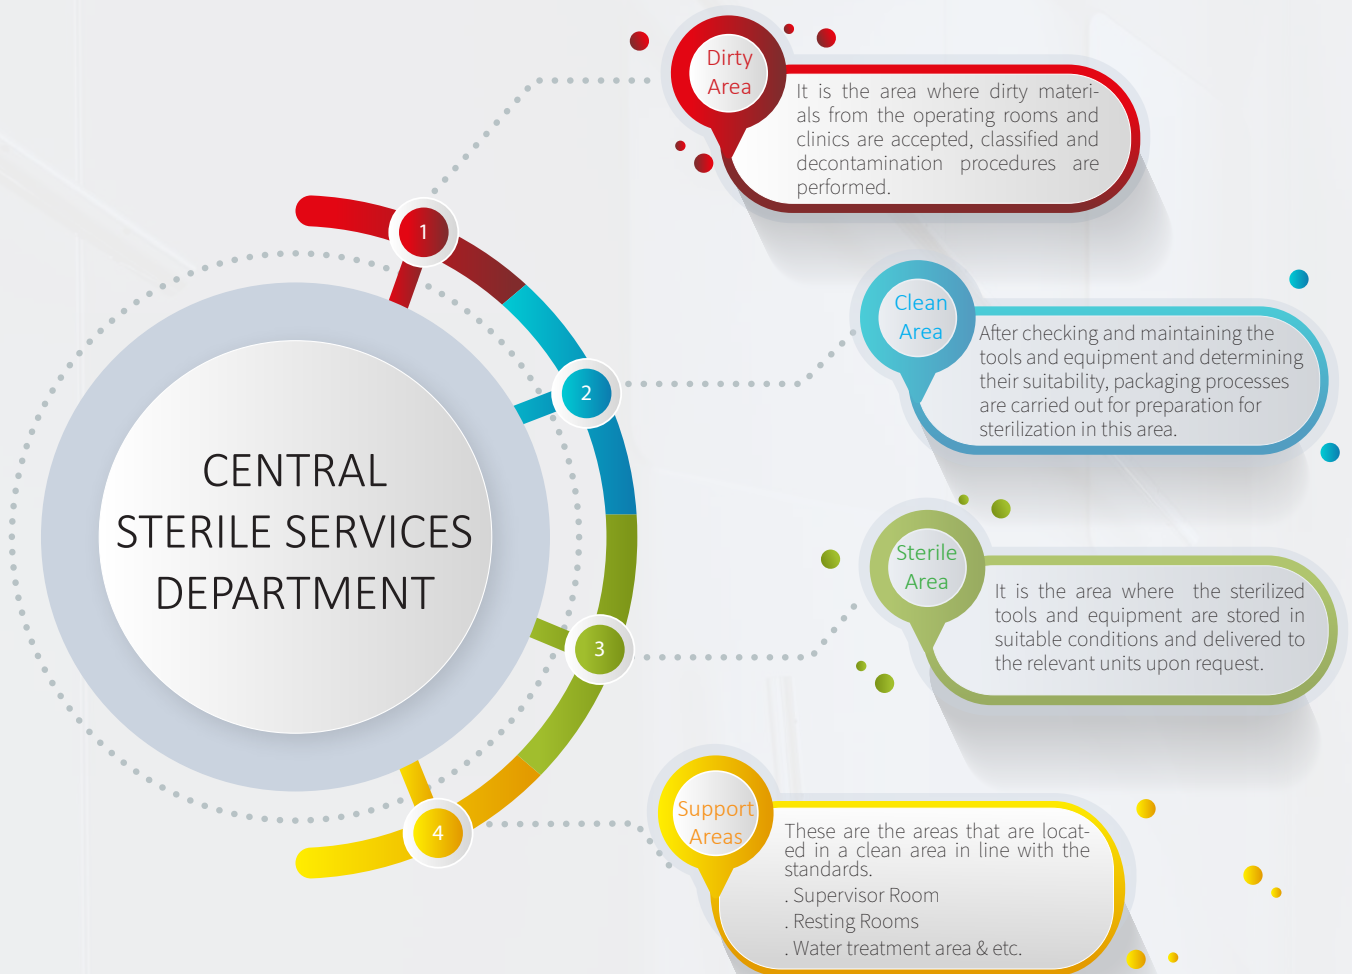 CENTRAL
STERILE SERVICES
DEPARTMENT
1
Dirty
Area
It is the area where dirty materi-
als from the operating rooms and
clinics are accepted, classified and
decontamination procedures are
performed.
2
Clean
Area
After checking and maintaining the
tools and equipment and determining
their suitability, packaging processes
are carried out for preparation for
sterilization in this area.
3
Sterile
Area
It is the area where the sterilized
tools and equipment are stored in
suitable conditions and delivered to
the relevant units upon request.
4
Support
Areas
These are the areas that are locat-
ed in a clean area in line with the
standards.
. Supervisor Room
. Resting Rooms
. Water treatment area & etc.